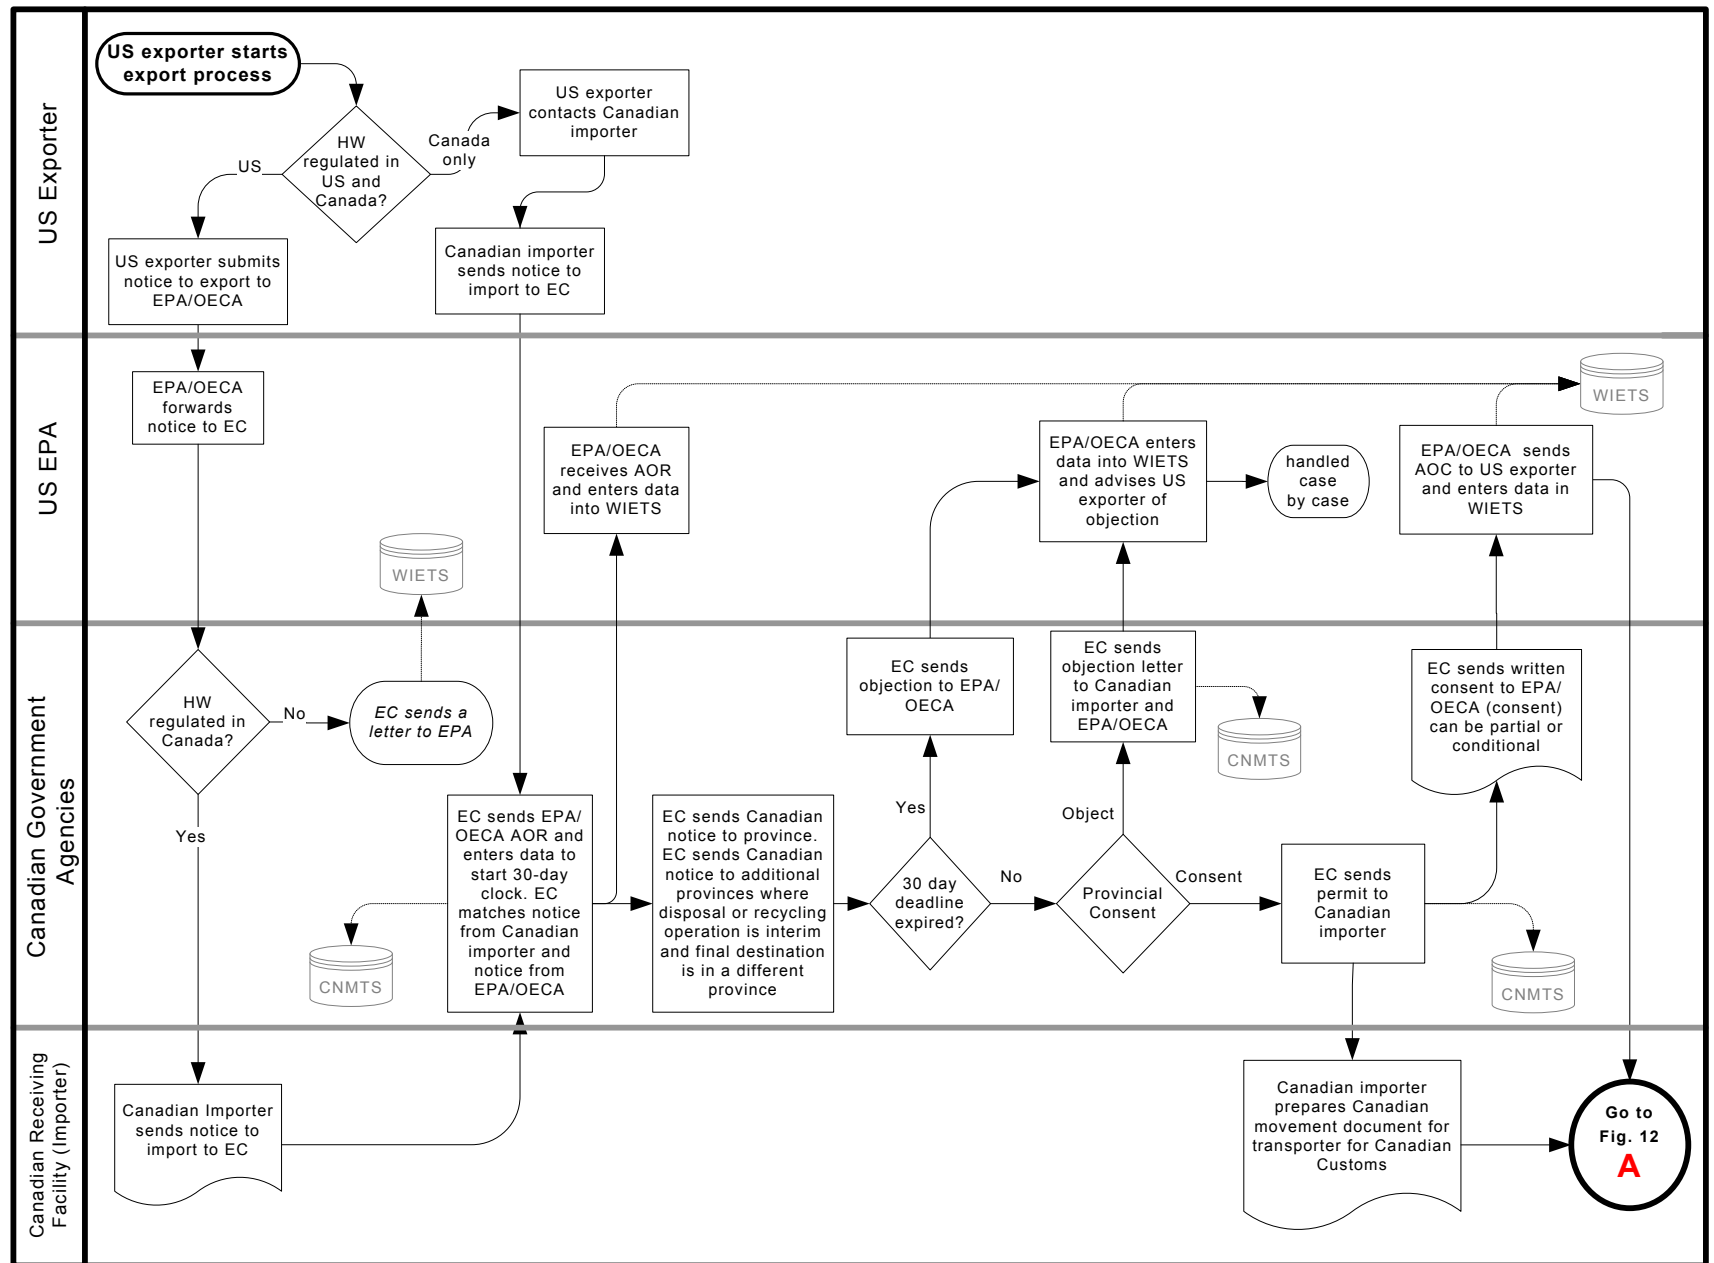 US Exporter
US exporter starts
export process
HW
regulated in
US and
Canada?
US
Canada
only
US exporter
contacts Canadian
importer
US exporter submits
notice to export to
EPA/OECA
Canadian importer
sends notice to
import to EC
US EPA
EPA/OECA
forwards
notice to EC
WIETS
EPA/OECA
receives AOR
and enters data
into WIETS
EPA/OECA enters
data into WIETS
and advises US
exporter of
objection
handled
case
by case
EPA/OECA sends
AOC to US exporter
and enters data in
WIETS
WIETS
Canadian Government
Agencies
HW
regulated in
Canada?
No
EC sends a
letter to EPA
Yes
CNMTS
EC sends EPA/
OECA AOR and
enters data to
start 30-day
clock. EC
matches notice
from Canadian
importer and
notice from
EPA/OECA
EC sends Canadian
notice to province.
EC sends Canadian
notice to additional
provinces where
disposal or recycling
operation is interim
and final destination
is in a different
province
EC sends
objection to EPA/
OECA
Yes
30 day
deadline
expired?
No
EC sends
objection letter
to Canadian
importer and
EPA/OECA
CNMTS
Object
Provincial
Consent
Consent
EC sends
permit to
Canadian
importer
EC sends written
consent to EPA/
OECA (consent)
can be partial or
conditional
CNMTS
Canadian Receiving
Facility (Importer)
Canadian Importer
sends notice to
import to EC
Canadian importer
prepares Canadian
movement document for
transporter for Canadian
Customs
Go to
Fig. 12
A